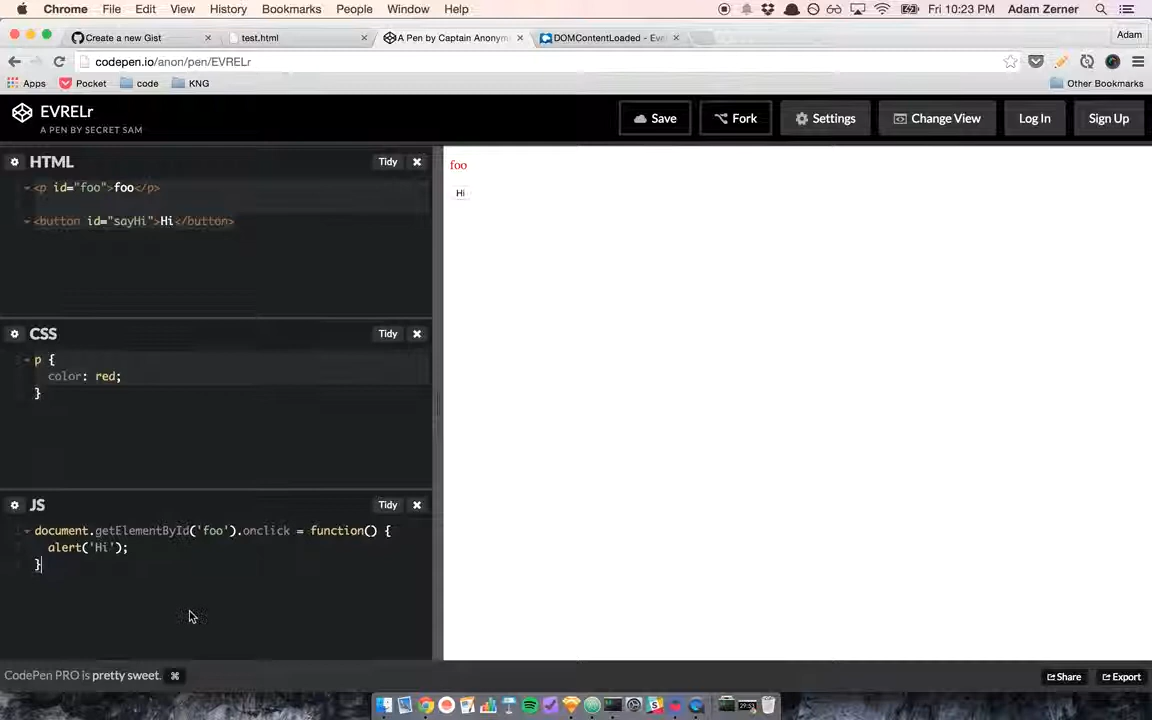 Chrome File Edit View History Bookmarks People Window Help Fri 10:23 PM Adam Zerner
Create a new Gist test.html A Pen by Captain Anonym DOMContentLoaded - Eve Adam
codepen.io/anon/pen/EVRELr
Apps Pocket code KNG Other Bookmarks
EVRELr
A PEN BY SECRET SAM
Save Fork Settings Change View Log In Sign Up
HTML Tidy
<p id="foo">foo</p>
<button id="sayHi">Hi</button>
CSS Tidy
p {
color: red;
}
JS Tidy
document.getElementById('foo').onclick = function() {
alert('Hi');
}
foo
Hi
CodePen PRO is pretty sweet. ⌘ Share Export